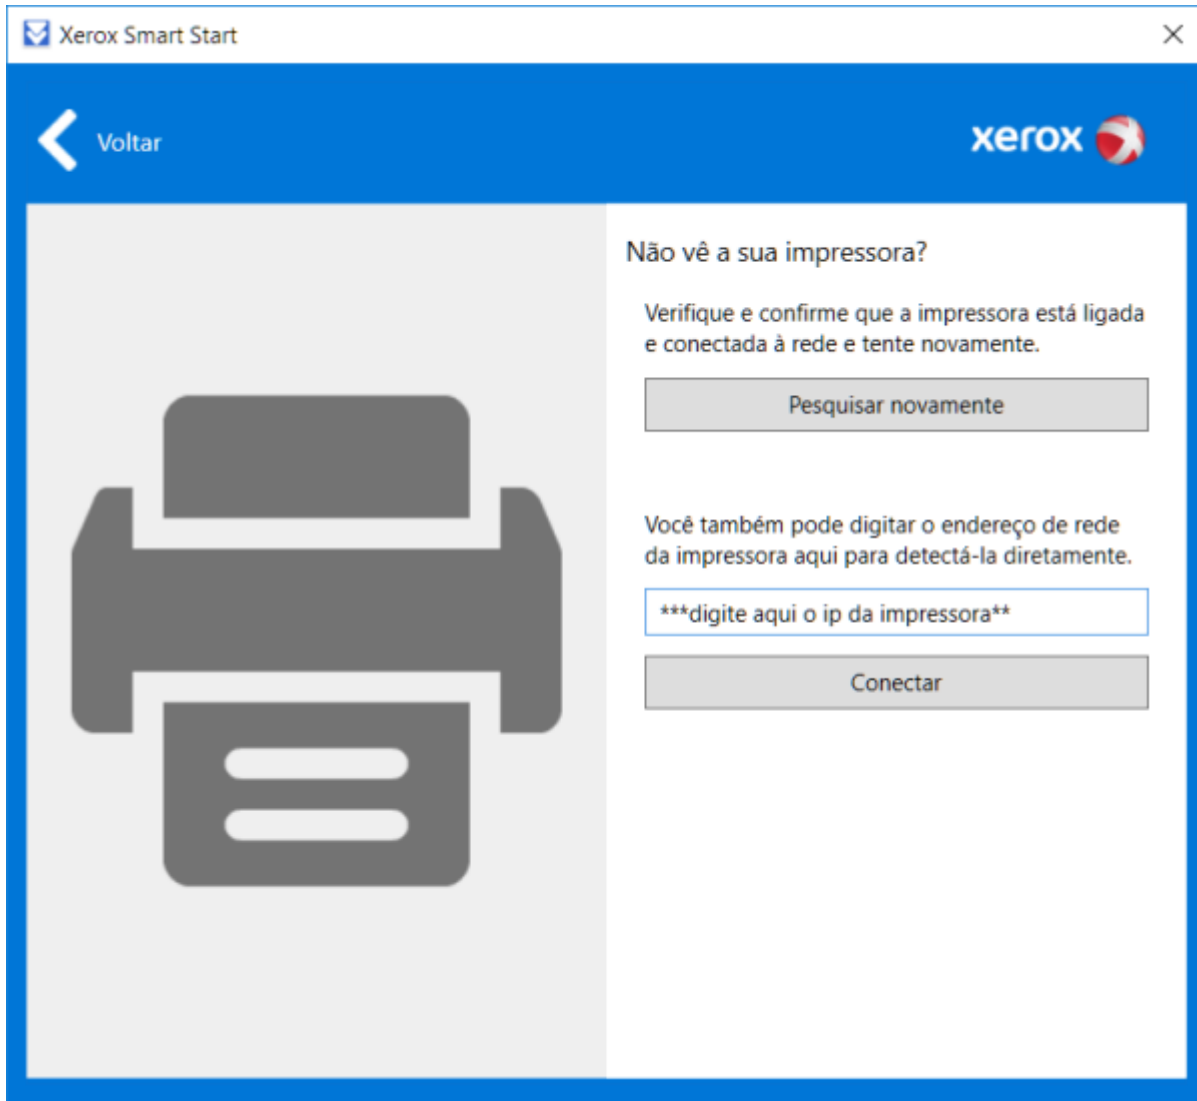 Xerox Smart Start
Voltar
xerox
Não vê a sua impressora?
Verifique e confirme que a impressora está ligada
e conectada à rede e tente novamente.
Pesquisar novamente
Você também pode digitar o endereço de rede
da impressora aqui para detectá-la diretamente.
***digite aqui o ip da impressora**
Conectar